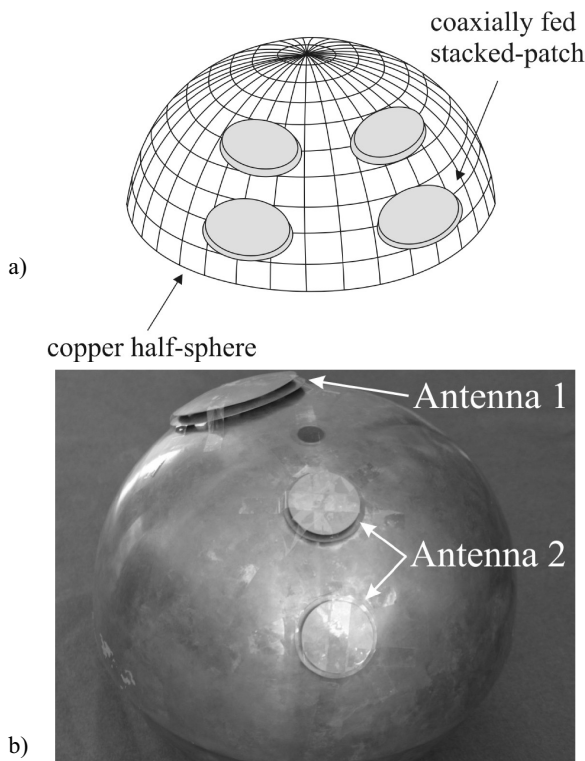 coaxially fed
stacked-patch
a)
copper half-sphere
Antenna 1
Antenna 2
b)